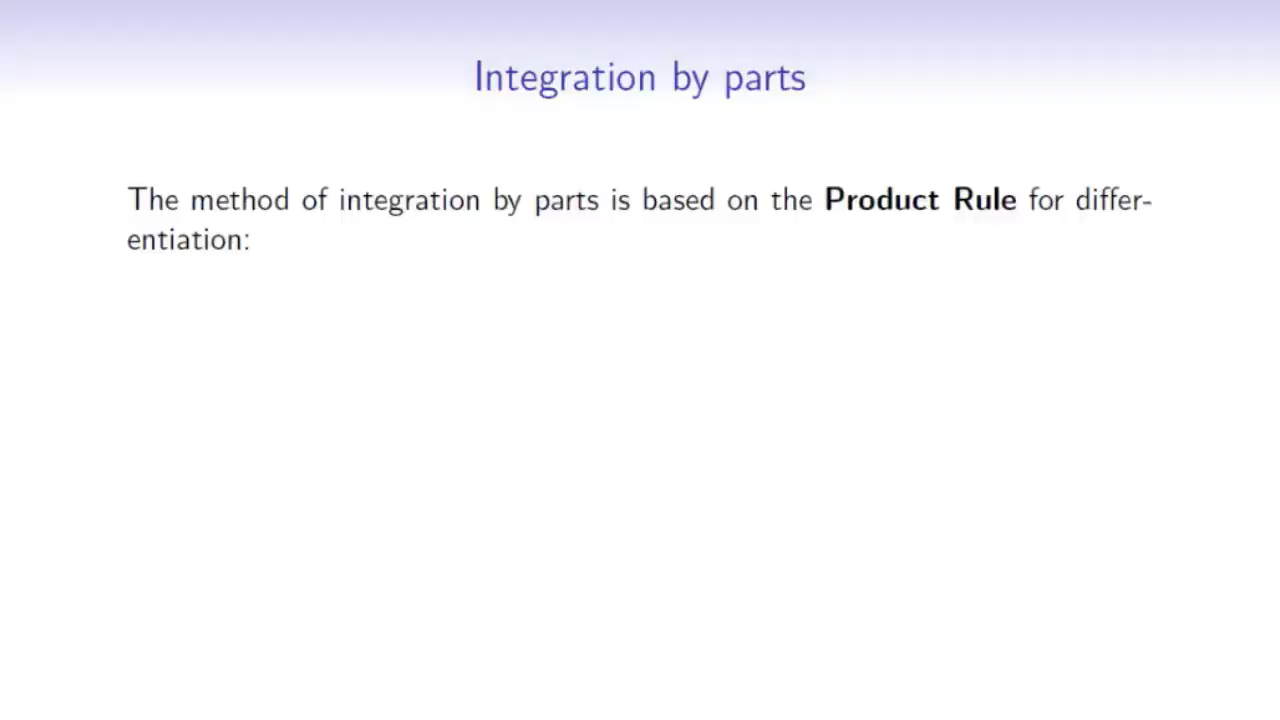 Integration by parts
The method of integration by parts is based on the Product Rule for differ-
entiation: